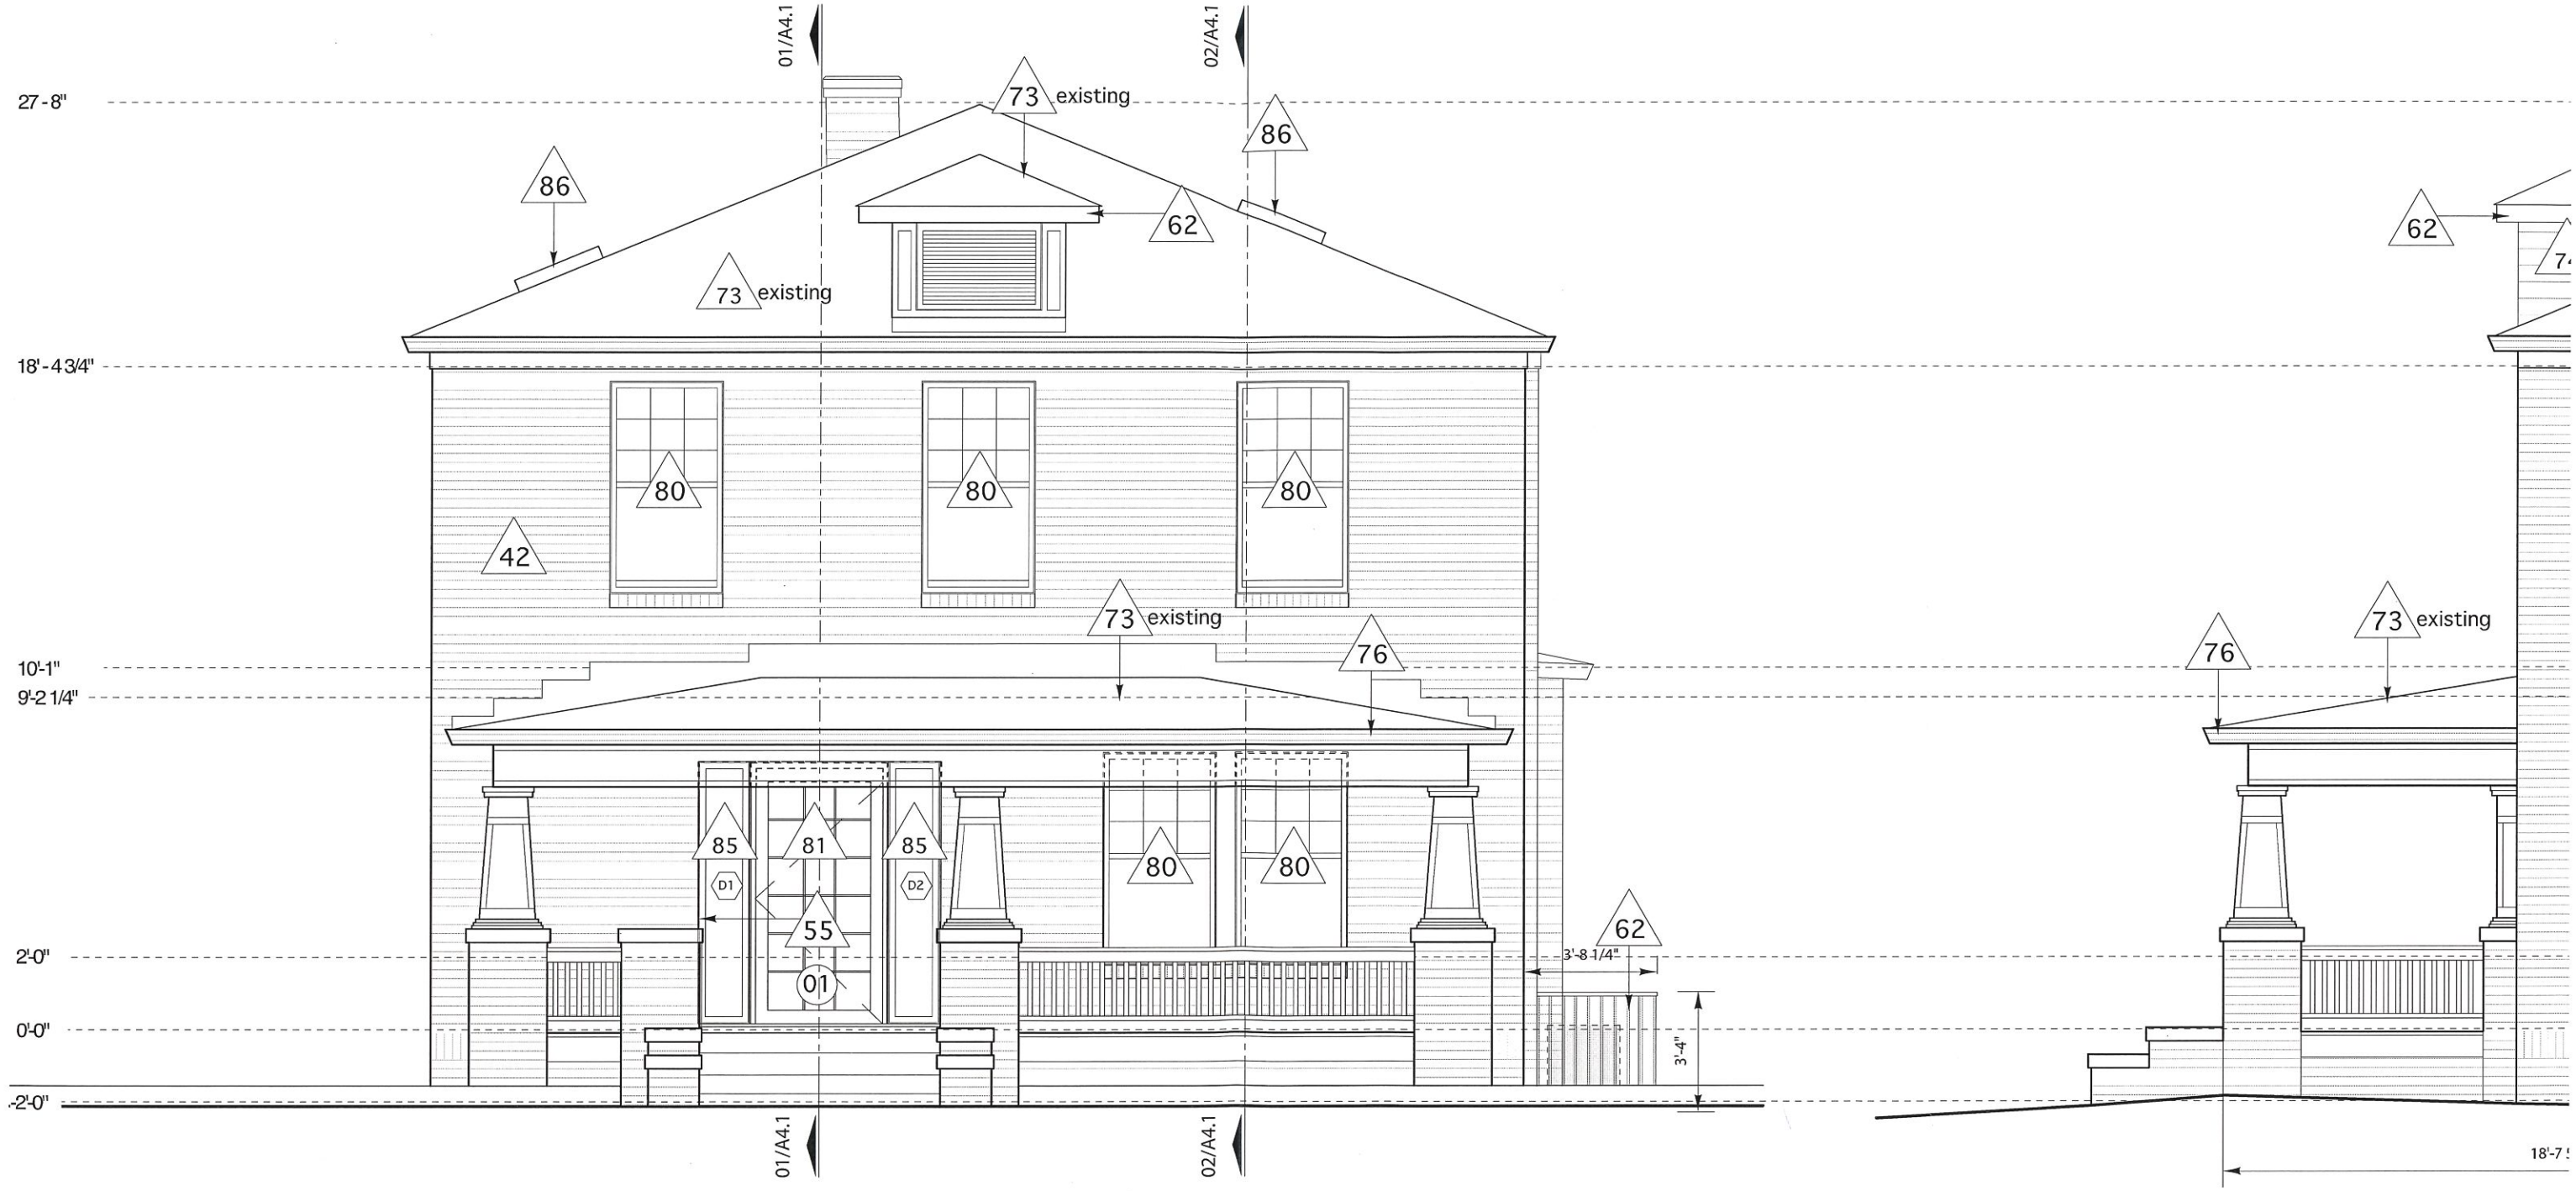 01/A4.1
02/A4.1
27 - 8"
73 existing
86
86
62
62
73 existing
18' - 4 3/4"
80
80
80
42
73 existing
73 existing
76
76
10'-1"
9'-2 1/4"
85
81
85
80
80
D1
D2
55
62
2'-0"
3'-8 1/4"
01
0'-0"
3'-4"
-2'-0"
01/A4.1
02/A4.1